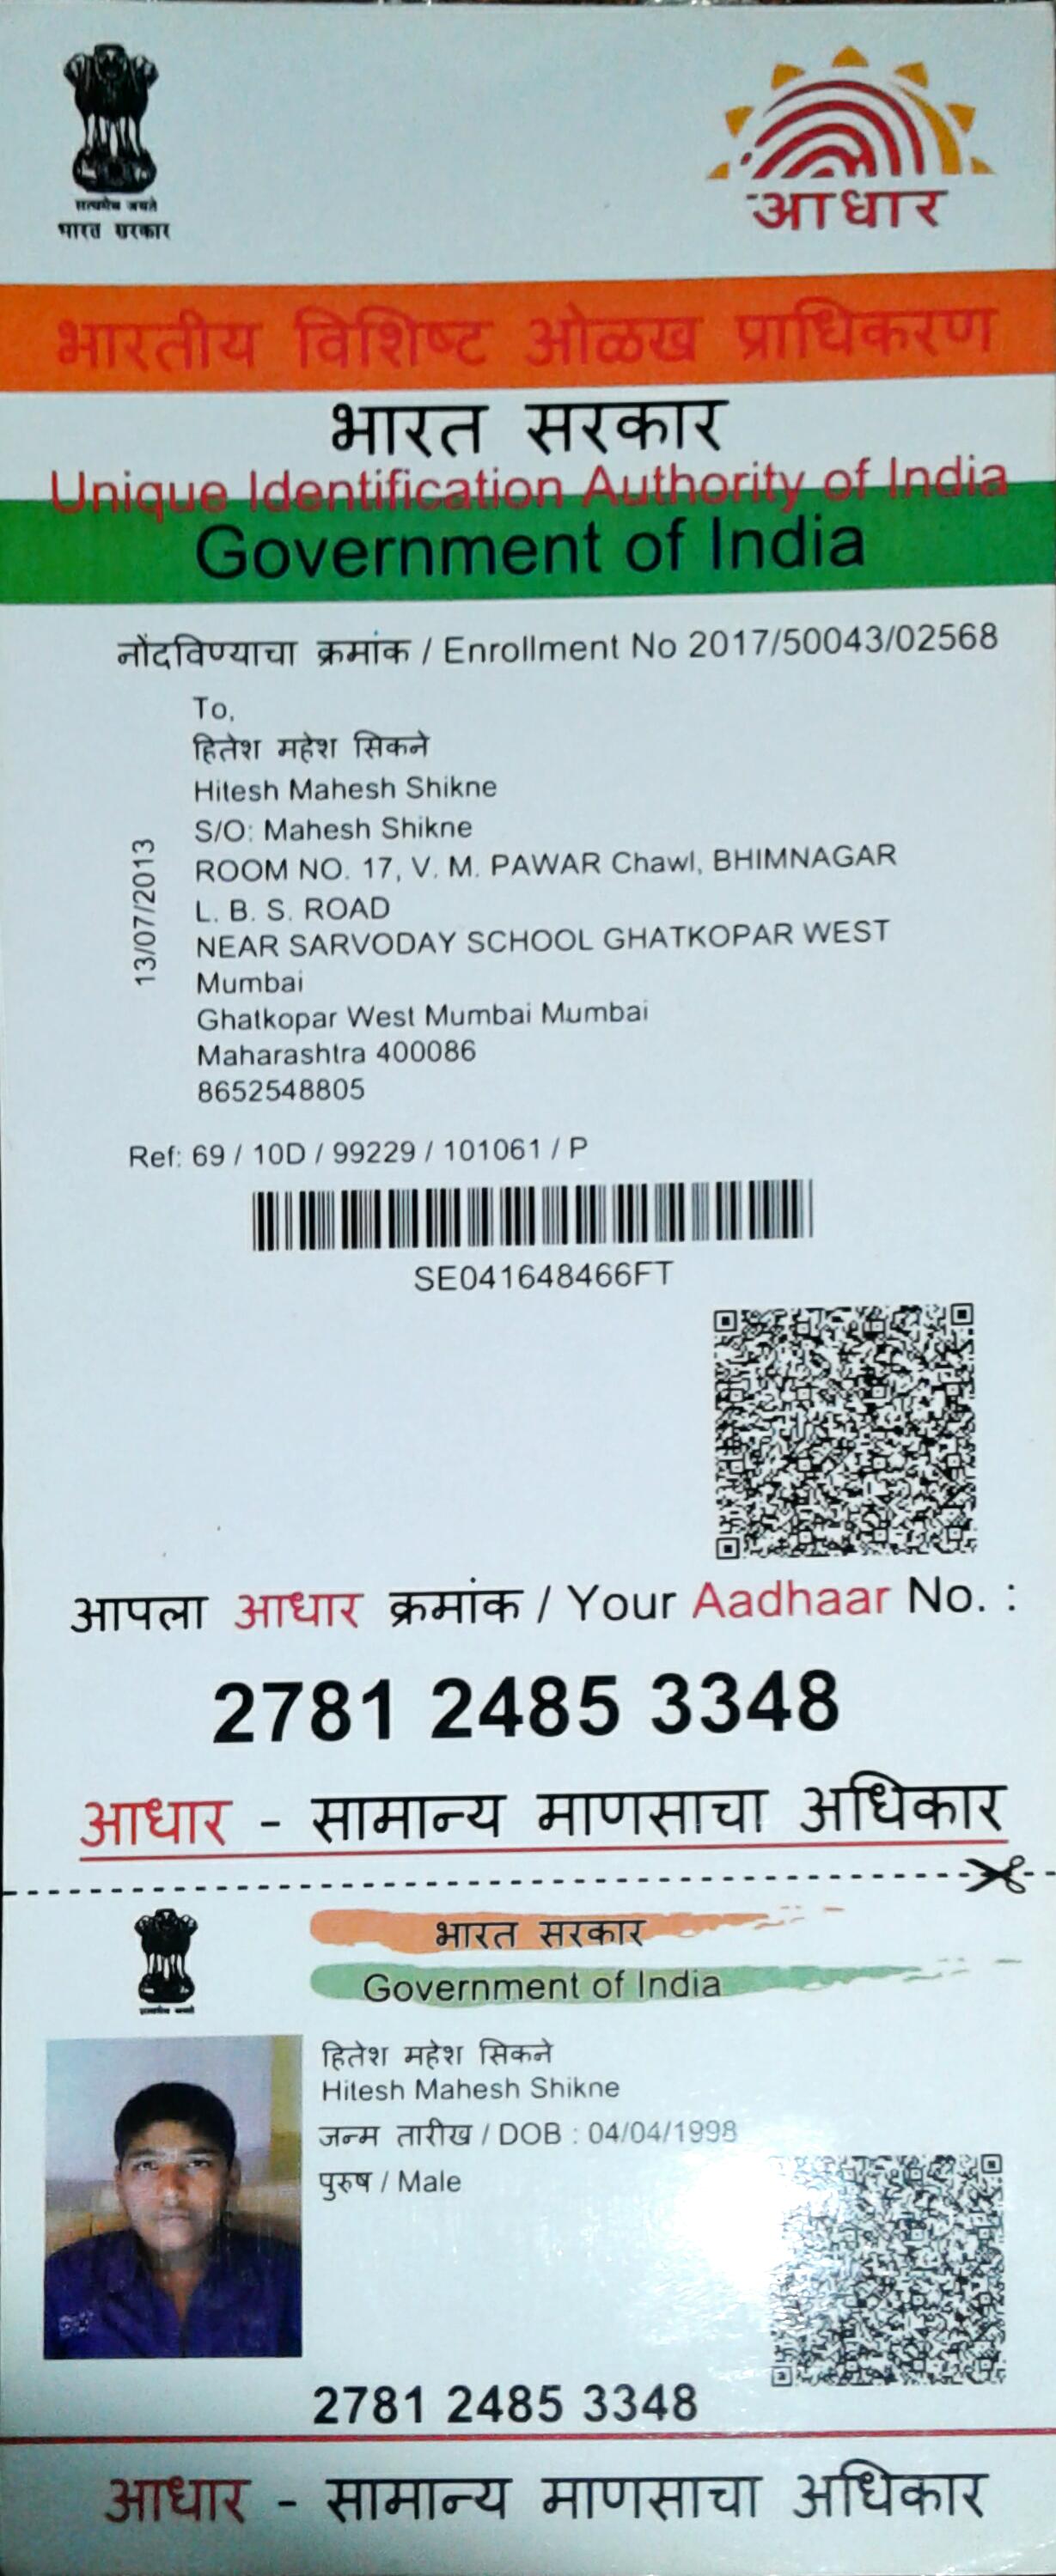 सत्यमेव जयते
भारत सरकार
आधार
भारतीय विशिष्ट ओळख प्राधिकरण
भारत सरकार
Unique Identification Authority of India
Government of India
नोंदविण्याचा क्रमांक / Enrollment No 2017/50043/02568
To,
हितेश महेश सिकने
Hitesh Mahesh Shikne
S/O: Mahesh Shikne
ROOM NO. 17, V. M. PAWAR Chawl, BHIMNAGAR
L. B. S. ROAD
NEAR SARVODAY SCHOOL GHATKOPAR WEST
Mumbai
Ghatkopar West Mumbai Mumbai
Maharashtra 400086
8652548805
13/07/2013
Ref: 69 / 10D / 99229 / 101061 / P
SE041648466FT
आपला आधार क्रमांक / Your Aadhaar No. :
2781 2485 3348
आधार - सामान्य माणसाचा अधिकार
भारत सरकार
Government of India
हितेश महेश सिकने
Hitesh Mahesh Shikne
जन्म तारीख / DOB : 04/04/1998
पुरुष / Male
2781 2485 3348
आधार - सामान्य माणसाचा अधिकार